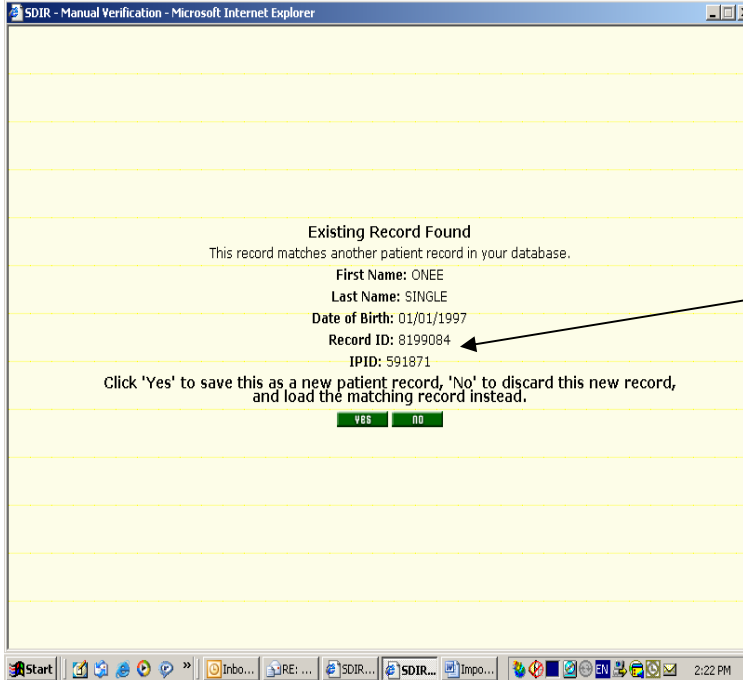 SDIR - Manual Verification - Microsoft Internet Explorer
Existing Record Found
This record matches another patient record in your database.
First Name: ONEE
Last Name: SINGLE
Date of Birth: 01/01/1997
Record ID: 8199084
IPID: 591871
Click 'Yes' to save this as a new patient record, 'No' to discard this new record,
and load the matching record instead.
YES NO
Start » Inbo... RE: ... SDIR... SDIR... Impo... EN 2:22 PM